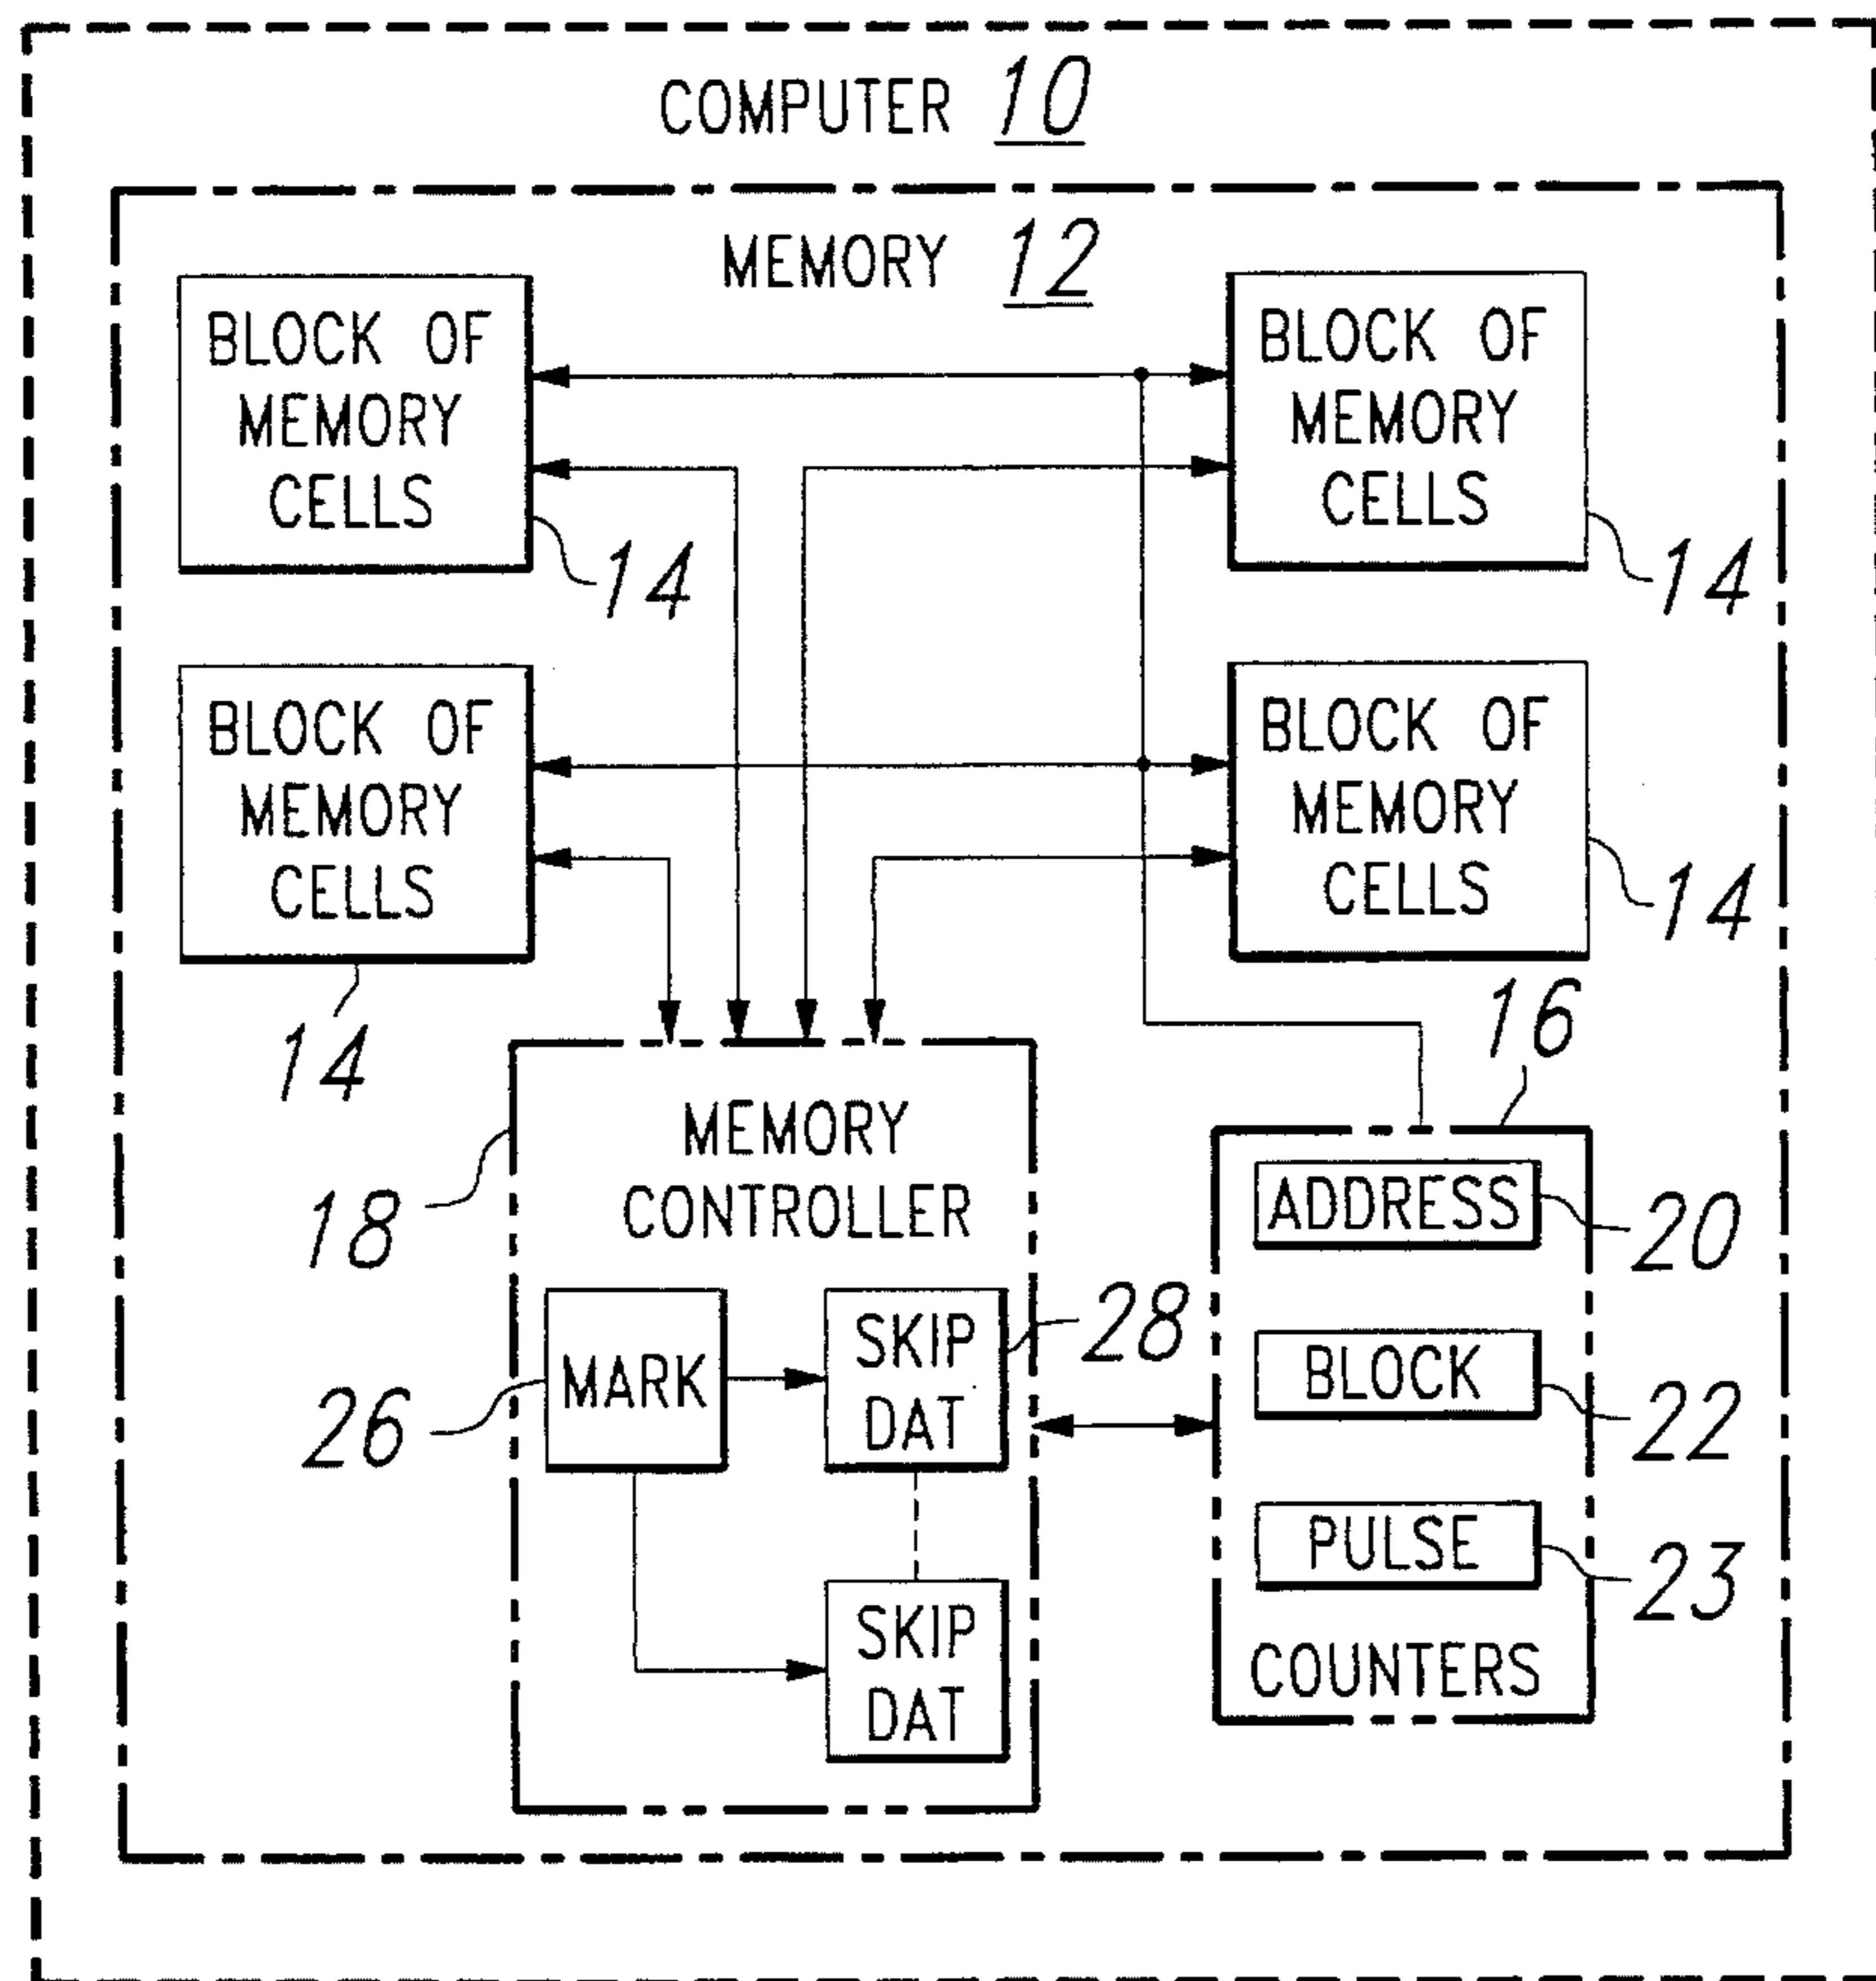 COMPUTER 10
MEMORY 12
BLOCK OF
MEMORY
CELLS
14
BLOCK OF
MEMORY
CELLS
14
BLOCK OF
MEMORY
CELLS
14
BLOCK OF
MEMORY
CELLS
14
MEMORY
CONTROLLER
18
MARK
26
SKIP
DAT
28
SKIP
DAT
16
ADDRESS
20
BLOCK
22
PULSE
23
COUNTERS